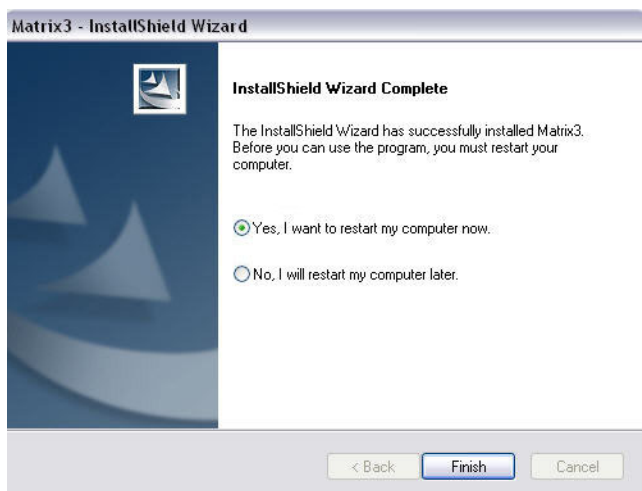 Matrix3 - InstallShield Wizard
InstallShield Wizard Complete
The InstallShield Wizard has successfully installed Matrix3.
Before you can use the program, you must restart your
computer.
Yes, I want to restart my computer now.
No, I will restart my computer later.
< Back Finish Cancel